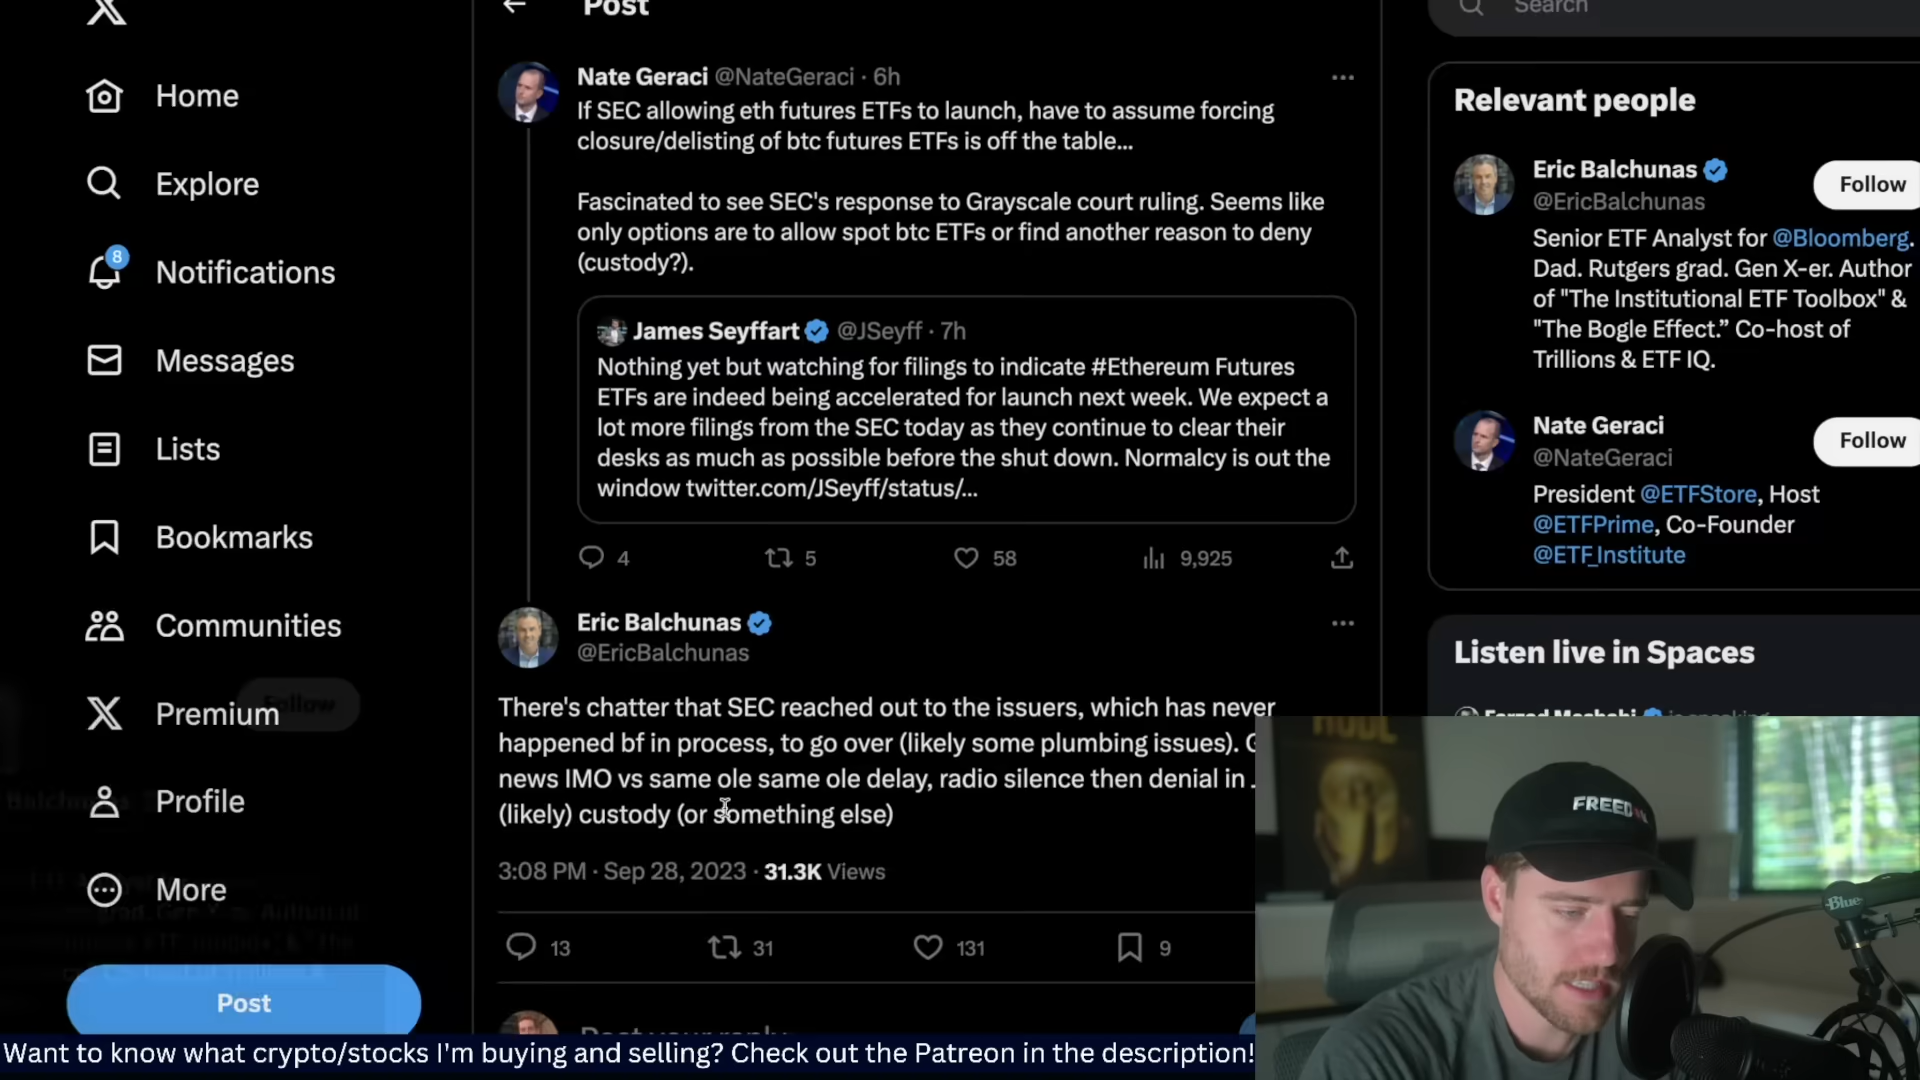 Post
Search
Home
Explore
8
Notifications
Messages
Lists
Bookmarks
Communities
Premium
Profile
More
Post
Nate Geraci @NateGeraci · 6h
If SEC allowing eth futures ETFs to launch, have to assume forcing
closure/delisting of btc futures ETFs is off the table...
Fascinated to see SEC's response to Grayscale court ruling. Seems like
only options are to allow spot btc ETFs or find another reason to deny
(custody?).
James Seyffart @JSeyff · 7h
Nothing yet but watching for filings to indicate #Ethereum Futures
ETFs are indeed being accelerated for launch next week. We expect a
lot more filings from the SEC today as they continue to clear their
desks as much as possible before the shut down. Normalcy is out the
window twitter.com/JSeyff/status/...
4 5 58 9,925
Eric Balchunas
@EricBalchunas
There's chatter that SEC reached out to the issuers, which has never
happened bf in process, to go over (likely some plumbing issues).
news IMO vs same ole same ole delay, radio silence then denial in
(likely) custody (or something else)
3:08 PM · Sep 28, 2023 · 31.3K Views
13 31 131 9
Post your reply
Relevant people
Eric Balchunas
@EricBalchunas
Follow
Senior ETF Analyst for @Bloomberg.
Dad. Rutgers grad. Gen X-er. Author
of "The Institutional ETF Toolbox" &
"The Bogle Effect." Co-host of
Trillions & ETF IQ.
Nate Geraci
@NateGeraci
Follow
President @ETFStore, Host
@ETFPrime, Co-Founder
@ETF_Institute
Listen live in Spaces
HODL
Blue
Want to know what crypto/stocks I'm buying and selling? Check out the Patreon in the description!